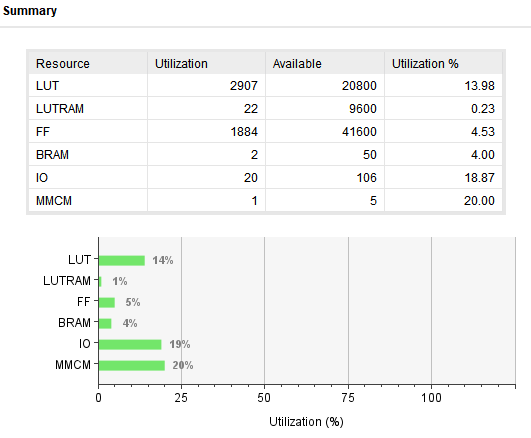 Summary
Resource Utilization Available Utilization %
LUT 2907 20800 13.98
LUTRAM 22 9600 0.23
FF 1884 41600 4.53
BRAM 2 50 4.00
IO 20 106 18.87
MMCM 1 5 20.00
LUT 14%
LUTRAM 1%
FF 5%
BRAM 4%
IO 19%
MMCM 20%
0 25 50 75 100
Utilization (%)